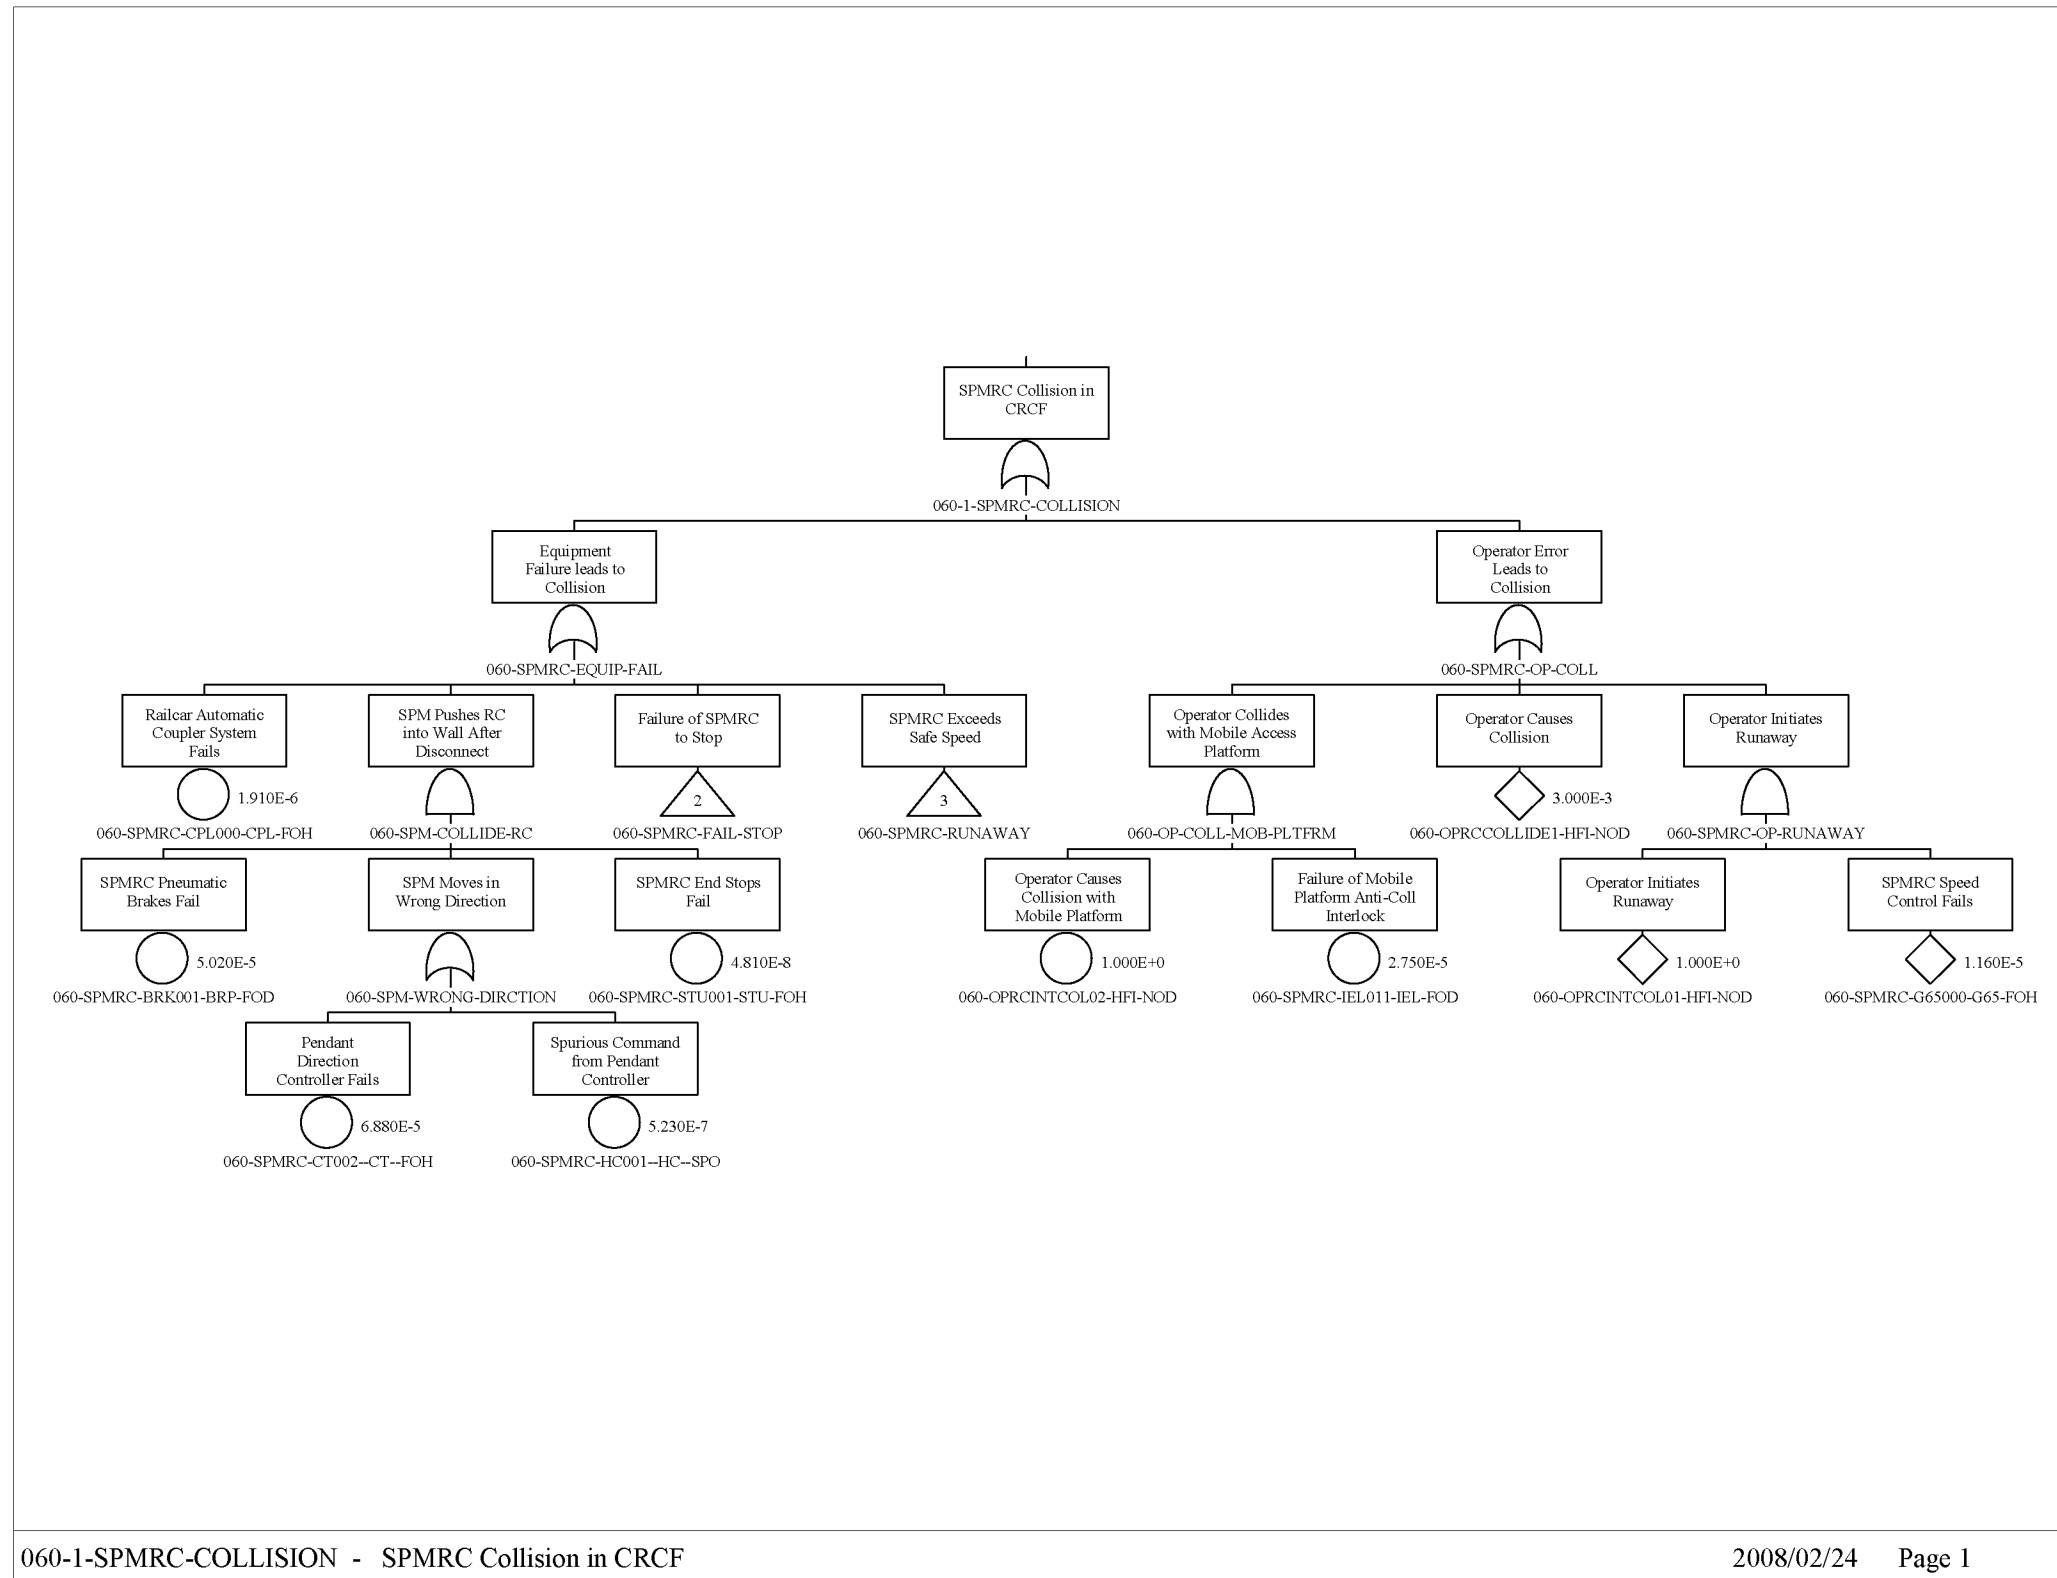 SPMRC Collision in
CRCF
060-1-SPMRC-COLLISION
Equipment
Failure leads to
Collision
060-SPMRC-EQUIP-FAIL
Operator Error
Leads to
Collision
060-SPMRC-OP-COLL
Railcar Automatic
Coupler System
Fails
1.910E-6
060-SPMRC-CPL000-CPL-FOH
SPM Pushes RC
into Wall After
Disconnect
060-SPM-COLLIDE-RC
Failure of SPMRC
to Stop
2
060-SPMRC-FAIL-STOP
SPMRC Exceeds
Safe Speed
3
060-SPMRC-RUNAWAY
Operator Collides
with Mobile Access
Platform
060-OP-COLL-MOB-PLTFRM
Operator Causes
Collision
3.000E-3
060-OPRCCOLLIDE1-HFI-NOD
Operator Initiates
Runaway
060-SPMRC-OP-RUNAWAY
SPMRC Pneumatic
Brakes Fail
5.020E-5
060-SPMRC-BRK001-BRP-FOD
SPM Moves in
Wrong Direction
060-SPM-WRONG-DIRCTION
SPMRC End Stops
Fail
4.810E-8
060-SPMRC-STU001-STU-FOH
Operator Causes
Collision with
Mobile Platform
1.000E+0
060-OPRCINTCOL02-HFI-NOD
Failure of Mobile
Platform Anti-Coll
Interlock
2.750E-5
060-SPMRC-IEL011-IEL-FOD
Operator Initiates
Runaway
1.000E+0
060-OPRCINTCOL01-HFI-NOD
SPMRC Speed
Control Fails
1.160E-5
060-SPMRC-G65000-G65-FOH
Pendant
Direction
Controller Fails
6.880E-5
060-SPMRC-CT002--CT--FOH
Spurious Command
from Pendant
Controller
5.230E-7
060-SPMRC-HC001--HC--SPO
060-1-SPMRC-COLLISION - SPMRC Collision in CRCF
2008/02/24 Page 1